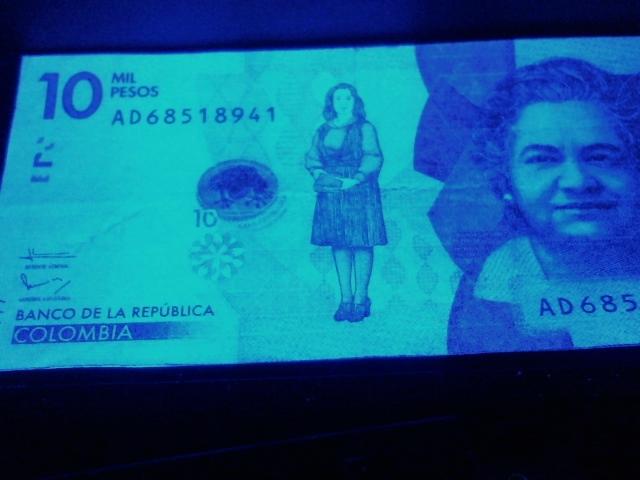 10 MIL
PESOS
AD68518941
10
BANCO DE LA REPÚBLICA
COLOMBIA
AD685